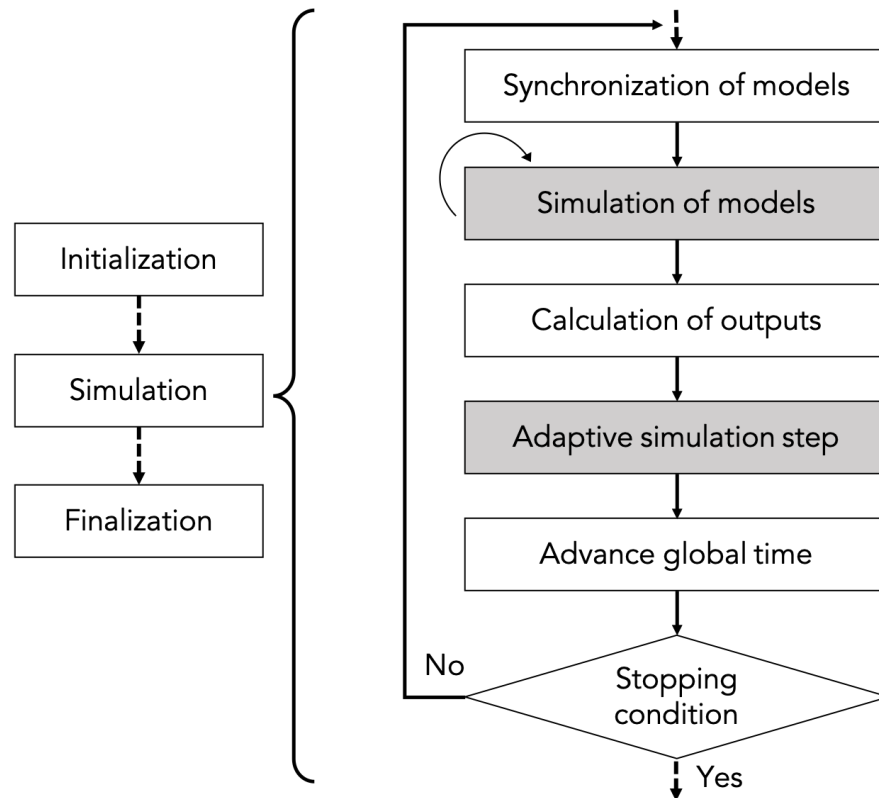 Initialization
Simulation
Finalization
Synchronization of models
Simulation of models
Calculation of outputs
Adaptive simulation step
Advance global time
No
Stopping
condition
Yes